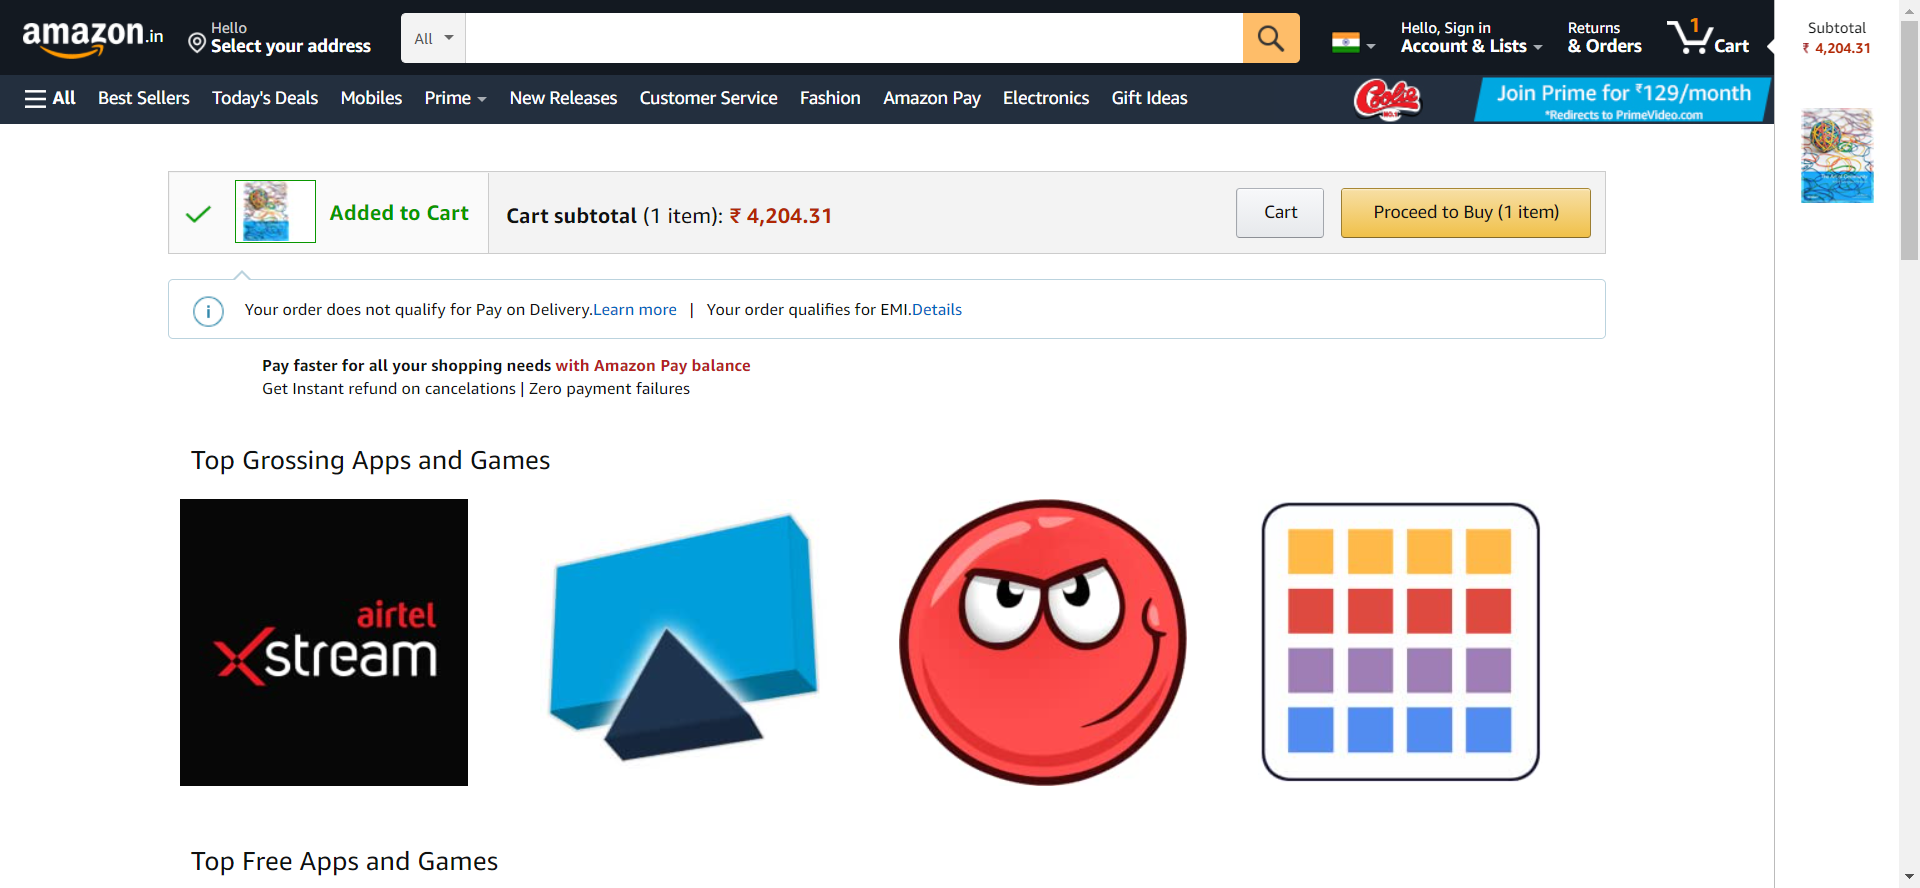 amazon.in
Hello
Select your address
All
Hello, Sign in
Account & Lists
Returns
& Orders
1
Cart
Subtotal
₹ 4,204.31
All
Best Sellers
Today's Deals
Mobiles
Prime
New Releases
Customer Service
Fashion
Amazon Pay
Electronics
Gift Ideas
Coolie
NO.1
Join Prime for ₹129/month
*Redirects to PrimeVideo.com
Added to Cart
Cart subtotal (1 item): ₹ 4,204.31
Cart
Proceed to Buy (1 item)
Your order does not qualify for Pay on Delivery.Learn more | Your order qualifies for EMI.Details
Pay faster for all your shopping needs with Amazon Pay balance
Get Instant refund on cancelations | Zero payment failures
Top Grossing Apps and Games
airtel
Xstream
Top Free Apps and Games